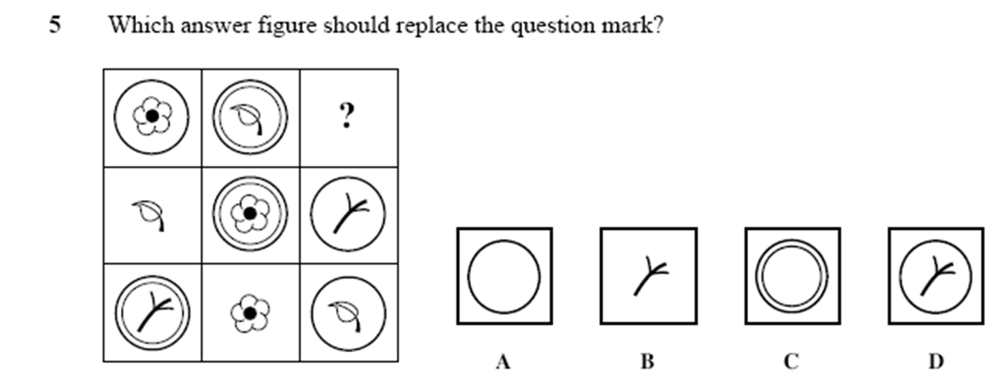 5 Which answer figure should replace the question mark?
?
A B C D